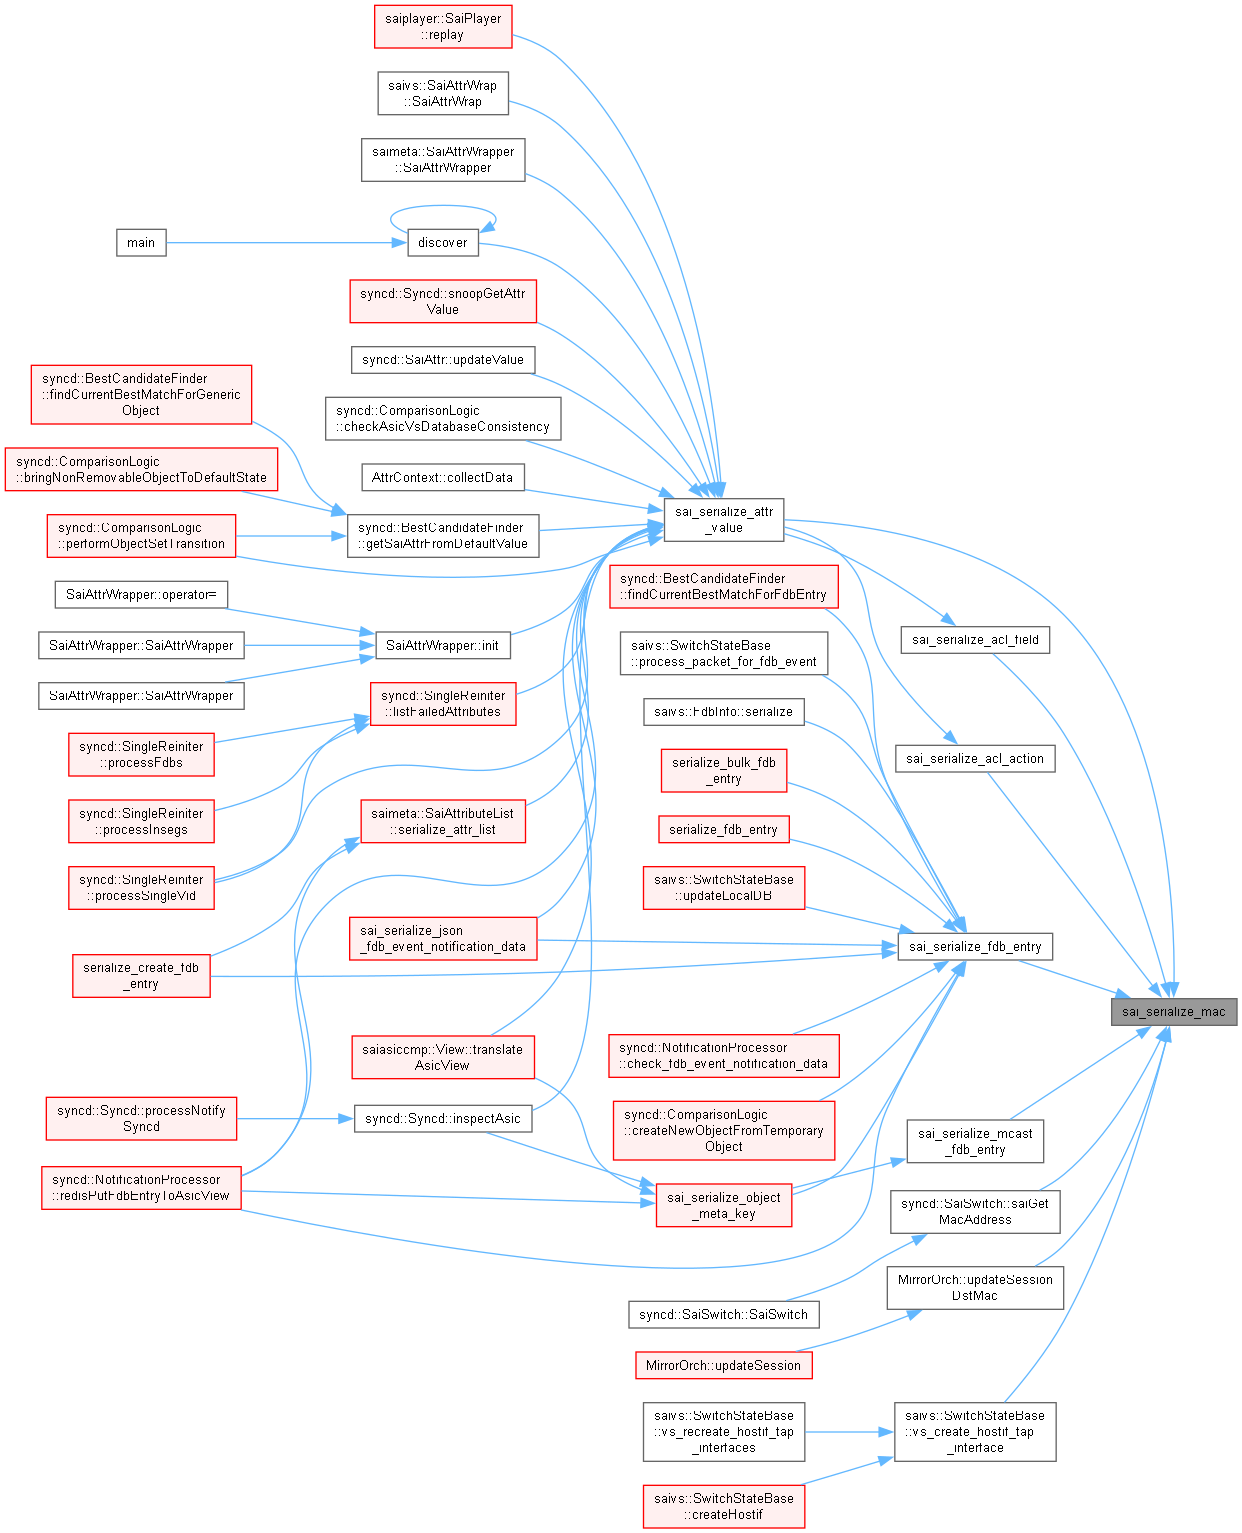 saiplayer::SaiPlayer
::replay
saivs::SaiAttrWrap
::SaiAttrWrap
saimeta::SaiAttrWrapper
::SaiAttrWrapper
main
discover
syncd::Syncd::snoopGetAttr
Value
syncd::SaiAttr::updateValue
syncd::BestCandidateFinder
::findCurrentBestMatchForGeneric
Object
syncd::ComparisonLogic
::checkAsicVsDatabaseConsistency
syncd::ComparisonLogic
::bringNonRemovableObjectToDefaultState
AttrContext::collectData
sai_serialize_attr
_value
syncd::ComparisonLogic
::performObjectSetTransition
syncd::BestCandidateFinder
::getSaiAttrFromDefaultValue
syncd::BestCandidateFinder
::findCurrentBestMatchForFdbEntry
SaiAttrWrapper::operator=
SaiAttrWrapper::SaiAttrWrapper
SaiAttrWrapper::init
saivs::SwitchStateBase
::process_packet_for_fdb_event
sai_serialize_acl_field
SaiAttrWrapper::SaiAttrWrapper
syncd::SingleReiniter
::listFailedAttributes
saivs::FdbInfo::serialize
syncd::SingleReiniter
::processFdbs
serialize_bulk_fdb
_entry
sai_serialize_acl_action
syncd::SingleReiniter
::processInsegs
saimeta::SaiAttributeList
::serialize_attr_list
serialize_fdb_entry
syncd::SingleReiniter
::processSingleVid
saivs::SwitchStateBase
::updateLocalDB
sai_serialize_json
_fdb_event_notification_data
sai_serialize_fdb_entry
serialize_create_fdb
_entry
sai_serialize_mac
saiasiccmp::View::translate
AsicView
syncd::NotificationProcessor
::check_fdb_event_notification_data
syncd::Syncd::processNotify
Syncd
syncd::Syncd::inspectAsic
syncd::ComparisonLogic
::createNewObjectFromTemporary
Object
sai_serialize_mcast
_fdb_entry
syncd::NotificationProcessor
::redisPutFdbEntryToAsicView
sai_serialize_object
_meta_key
syncd::SaiSwitch::saiGet
MacAddress
MirrorOrch::updateSession
DstMac
syncd::SaiSwitch::SaiSwitch
MirrorOrch::updateSession
saivs::SwitchStateBase
::vs_recreate_hostif_tap
_interfaces
saivs::SwitchStateBase
::vs_create_hostif_tap
_interface
saivs::SwitchStateBase
::createHostif